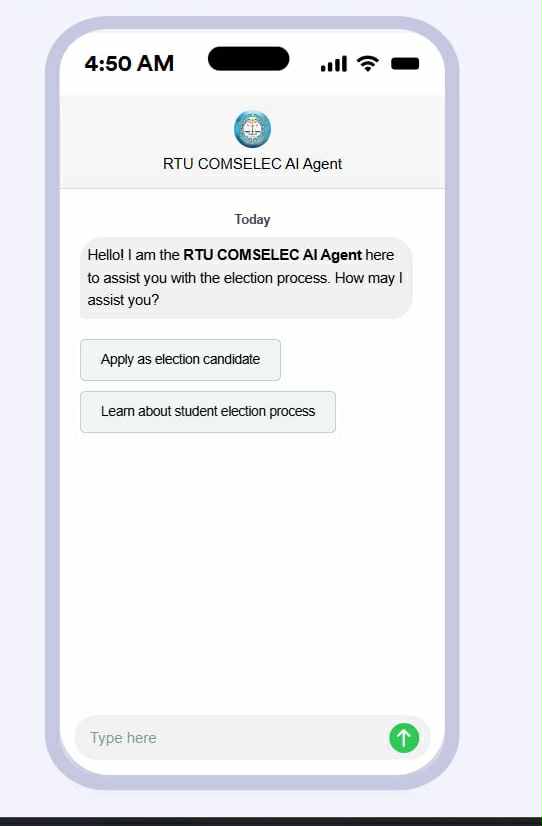 4:50 AM
RTU COMSELEC AI Agent
Today
Hello! I am the RTU COMSELEC AI Agent here
to assist you with the election process. How may I
assist you?
Apply as election candidate
Learn about student election process
Type here